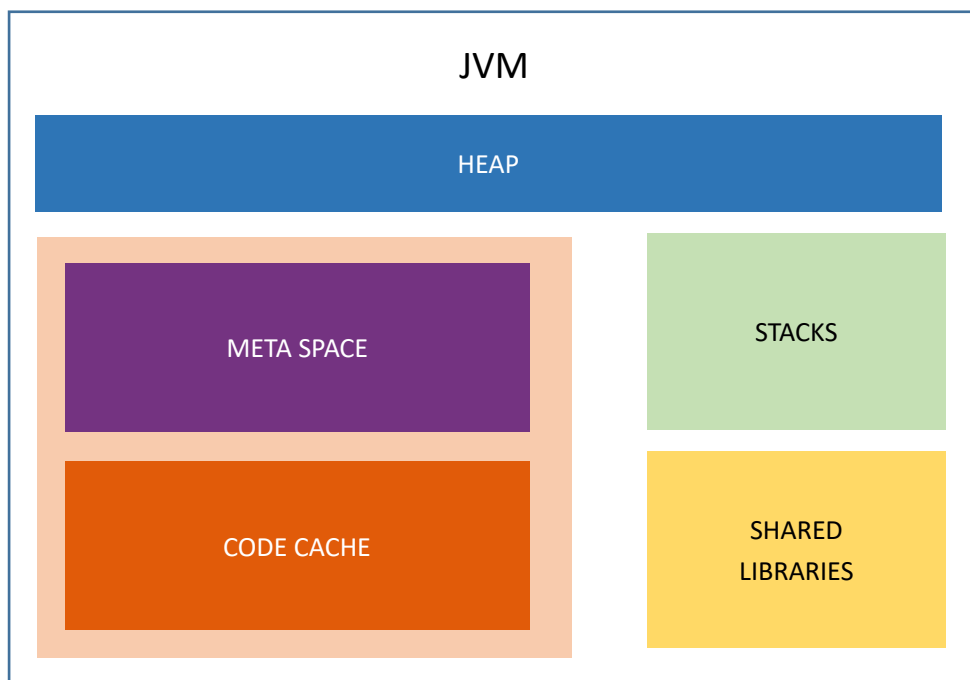 JVM
HEAP
META SPACE
STACKS
CODE CACHE
SHARED
LIBRARIES